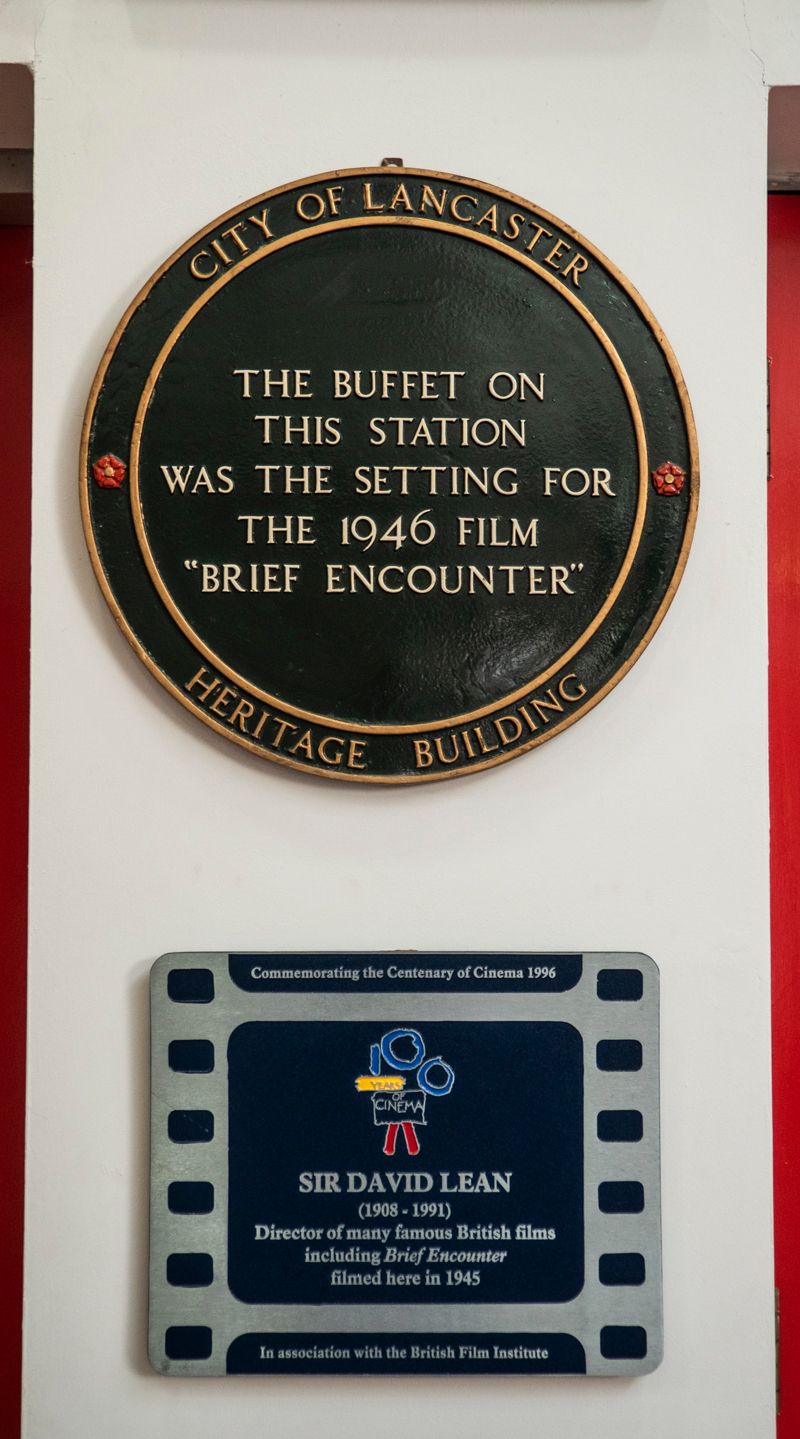 CITY OF LANCASTER
THE BUFFET ON
THIS STATION
WAS THE SETTING FOR
THE 1946 FILM
“BRIEF ENCOUNTER”
HERITAGE BUILDING
Commemorating the Centenary of Cinema 1996
100
YEARS
OF
CINEMA
SIR DAVID LEAN
(1908 - 1991)
Director of many famous British films
including Brief Encounter
filmed here in 1945
In association with the British Film Institute